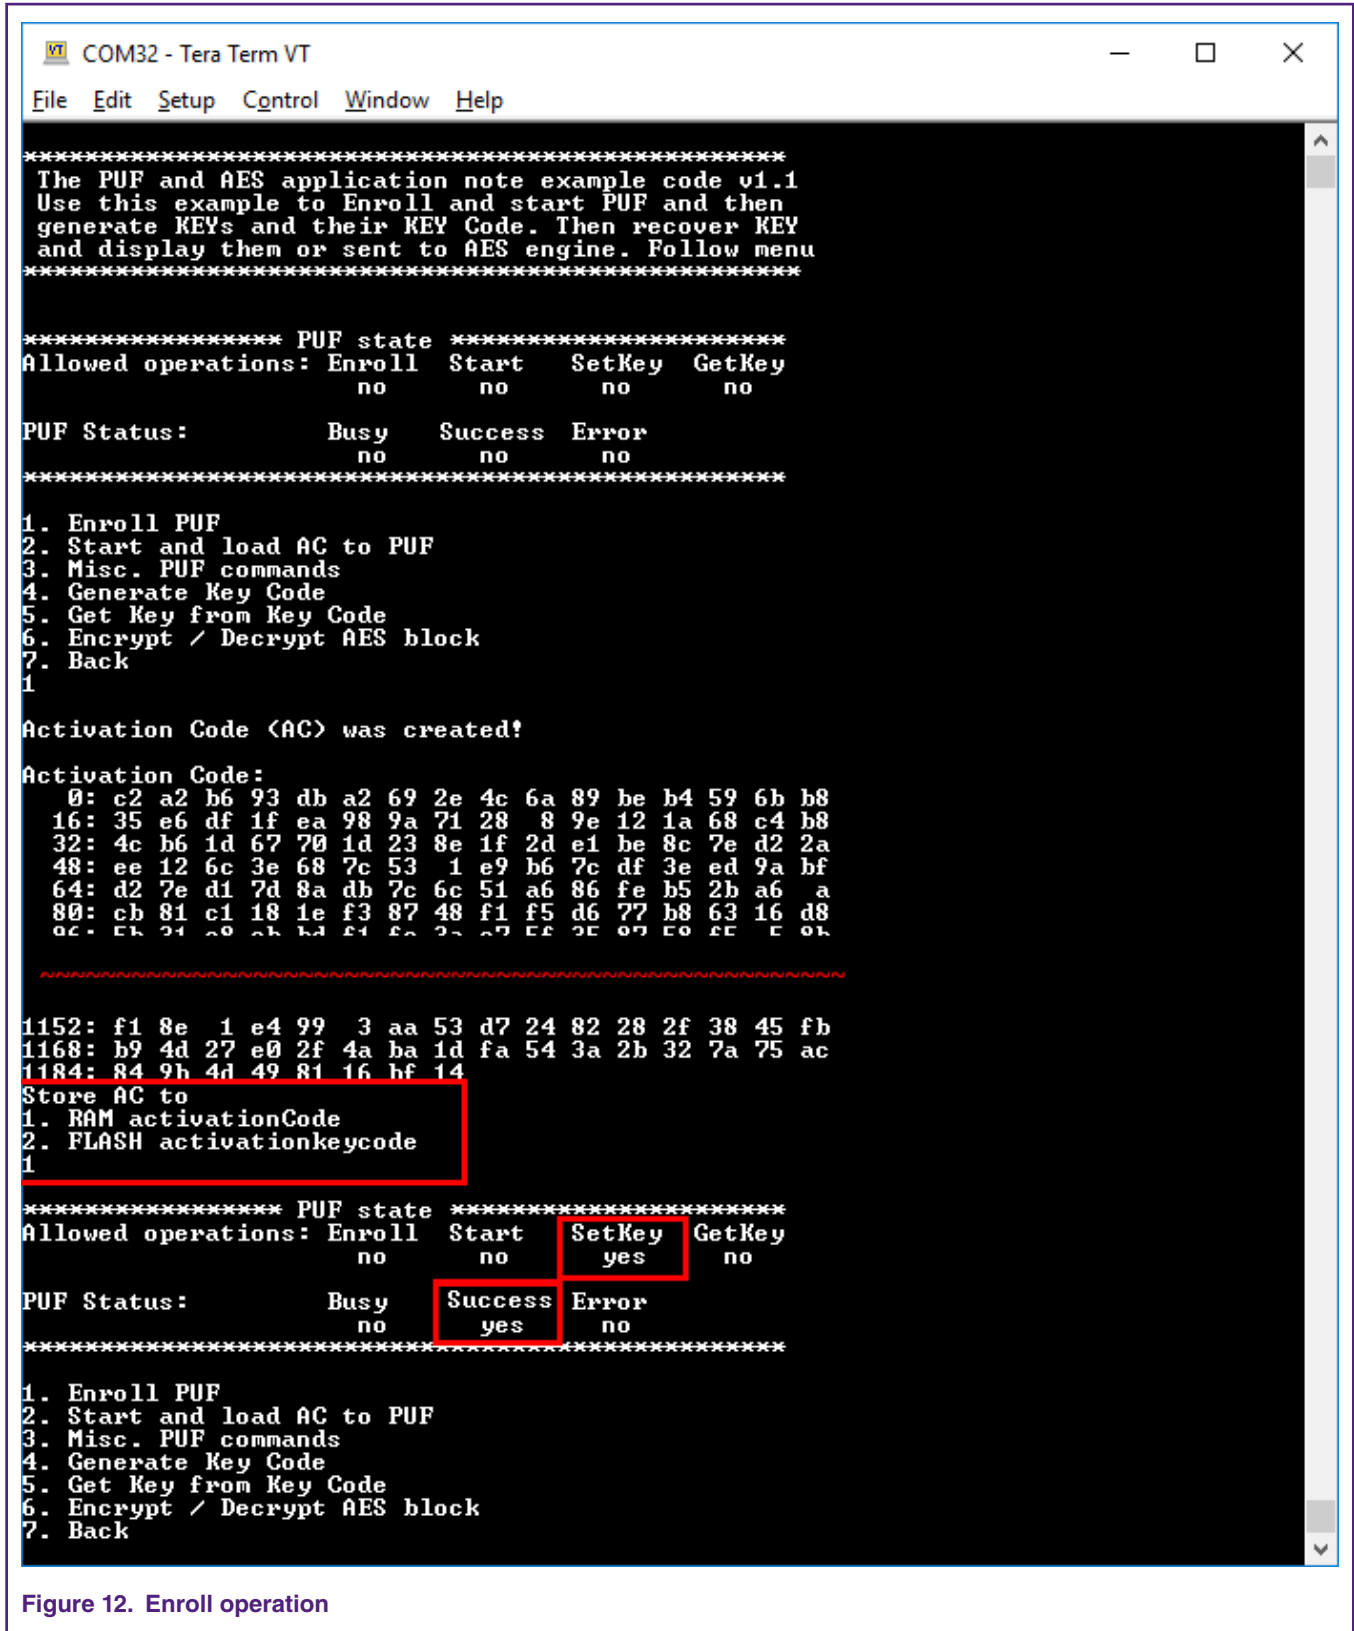 COM32 - Tera Term VT
File Edit Setup Control Window Help
**************************************************
The PUF and AES application note example code v1.1
Use this example to Enroll and start PUF and then
generate KEYs and their KEY Code. Then recover KEY
and display them or sent to AES engine. Follow menu
***************************************************
***************** PUF state **********************
Allowed operations: Enroll Start SetKey GetKey
no no no no
PUF Status: Busy Success Error
no no no
**************************************************
1. Enroll PUF
2. Start and load AC to PUF
3. Misc. PUF commands
4. Generate Key Code
5. Get Key from Key Code
6. Encrypt / Decrypt AES block
7. Back
1
Activation Code (AC) was created!
Activation Code:
0: c2 a2 b6 93 db a2 69 2e 4c 6a 89 be b4 59 6b b8
16: 35 e6 df 1f ea 98 9a 71 28 8 9e 12 1a 68 c4 b8
32: 4c b6 1d 67 70 1d 23 8e 1f 2d e1 be 8c 7e d2 2a
48: ee 12 6c 3e 68 7c 53 1 e9 b6 7c df 3e ed 9a bf
64: d2 7e d1 7d 8a db 7c 6c 51 a6 86 fe b5 2b a6 a
80: cb 81 c1 18 1e f3 87 48 f1 f5 d6 77 b8 63 16 d8
1152: f1 8e 1 e4 99 3 aa 53 d7 24 82 28 2f 38 45 fb
1168: b9 4d 27 e0 2f 4a ba 1d fa 54 3a 2b 32 7a 75 ac
1184: 84 9b 4d 49 81 16 bf 14
Store AC to
1. RAM activationCode
2. FLASH activationkeycode
1
***************** PUF state **********************
Allowed operations: Enroll Start SetKey GetKey
no no yes no
PUF Status: Busy Success Error
no yes no
**************************************************
1. Enroll PUF
2. Start and load AC to PUF
3. Misc. PUF commands
4. Generate Key Code
5. Get Key from Key Code
6. Encrypt / Decrypt AES block
7. Back
Figure 12. Enroll operation